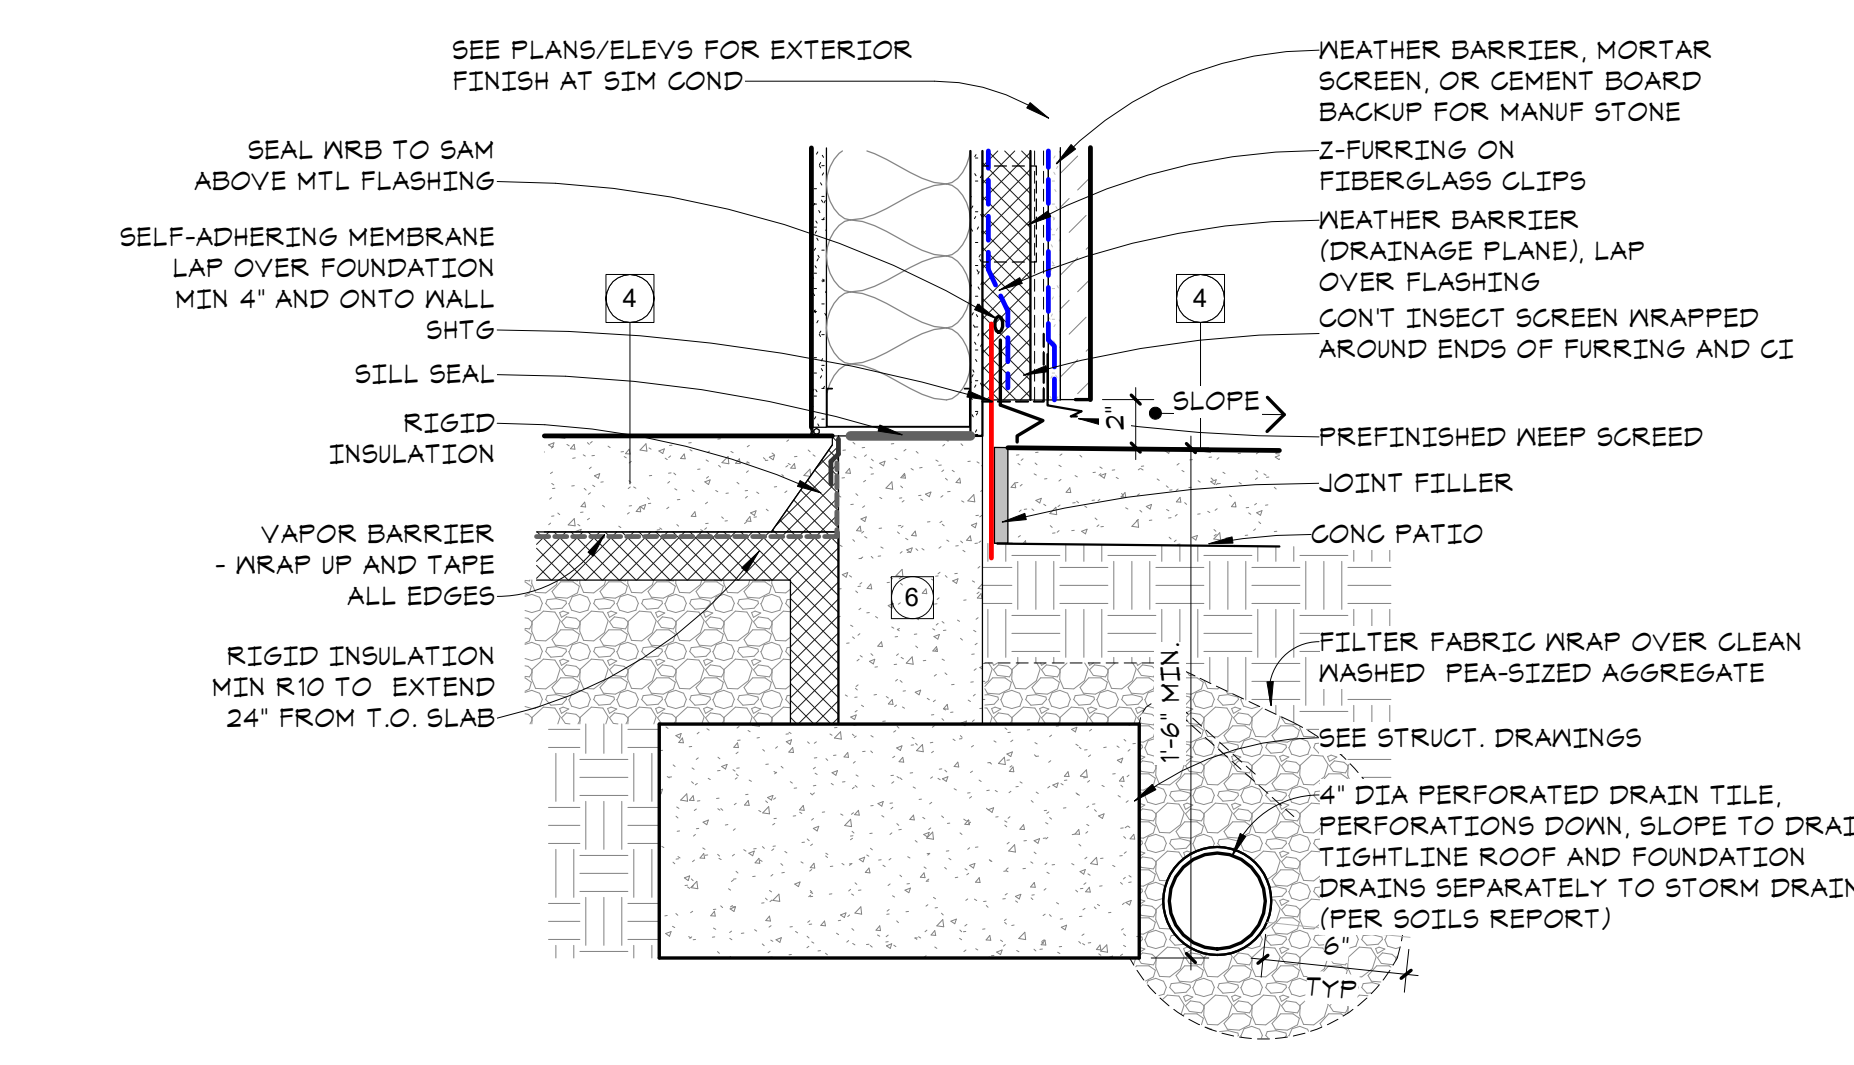 SEE PLANS/ELEVS FOR EXTERIOR
FINISH AT SIM COND
SEAL WRB TO SAM
ABOVE MTL FLASHING
SELF-ADHERING MEMBRANE
LAP OVER FOUNDATION
MIN 4" AND ONTO WALL
SHTG
SILL SEAL
RIGID
INSULATION
VAPOR BARRIER
- WRAP UP AND TAPE
ALL EDGES
RIGID INSULATION
MIN R10 TO  EXTEND
24" FROM T.O. SLAB
4
6
4
SLOPE
2"
1'-6" MIN.
WEATHER BARRIER, MORTAR
SCREEN, OR CEMENT BOARD
BACKUP FOR MANUF STONE
Z-FURRING ON
FIBERGLASS CLIPS
WEATHER BARRIER
(DRAINAGE PLANE), LAP
OVER FLASHING
CON'T INSECT SCREEN WRAPPED
AROUND ENDS OF FURRING AND CI
PREFINISHED WEEP SCREED
JOINT FILLER
CONC PATIO
FILTER FABRIC WRAP OVER CLEAN
WASHED  PEA-SIZED AGGREGATE
SEE STRUCT. DRAWINGS
4" DIA PERFORATED DRAIN TILE,
PERFORATIONS DOWN, SLOPE TO DRAI
TIGHTLINE ROOF AND FOUNDATION
DRAINS SEPARATELY TO STORM DRAIN
(PER SOILS REPORT)
6"
TYP